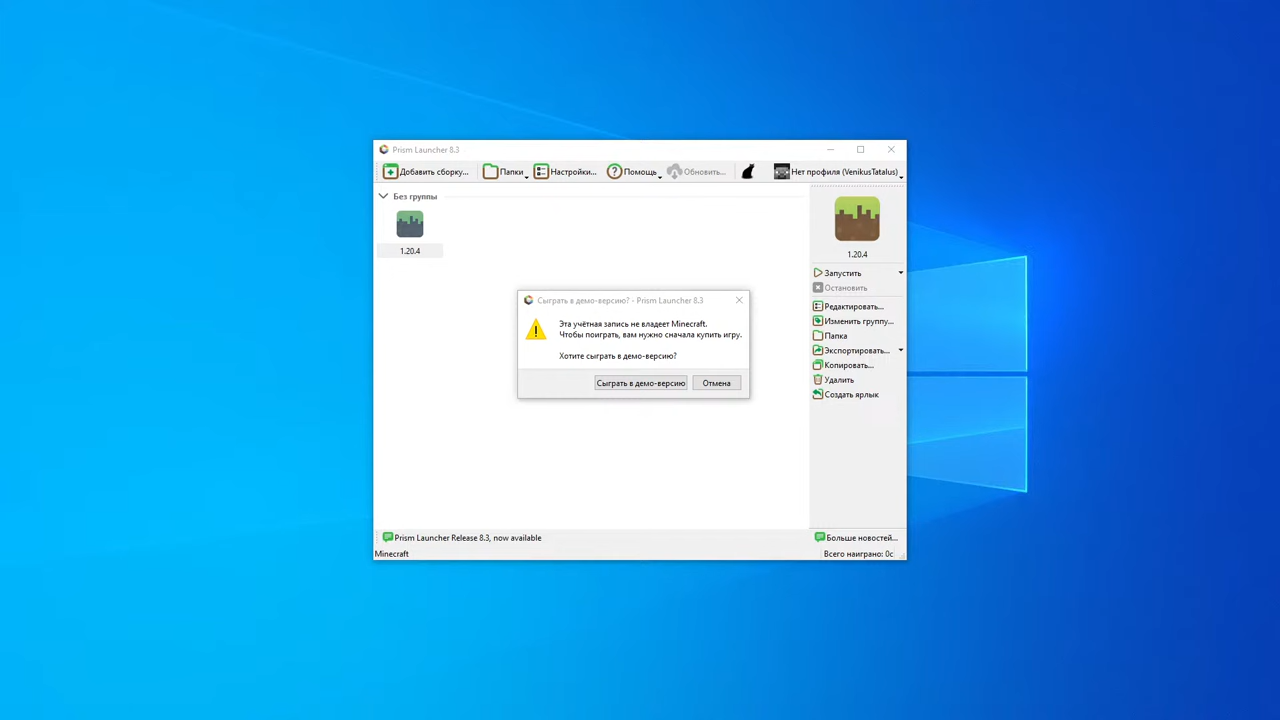 Prism Launcher 8.3
Добавить сборку...
Папки
Настройки...
Помощь
Обновить...
Нет профиля (VenikusTatalus)
Без группы
1.20.4
1.20.4
Запустить
Остановить
Редактировать...
Изменить группу...
Папка
Экспортировать...
Копировать...
Удалить
Создать ярлык
Сыграть в демо-версию? - Prism Launcher 8.3
Эта учётная запись не владеет Minecraft.
Чтобы поиграть, вам нужно сначала купить игру.
Хотите сыграть в демо-версию?
Сыграть в демо-версию
Отмена
Prism Launcher Release 8.3, now available
Больше новостей...
Minecraft
Всего наиграно: 0с